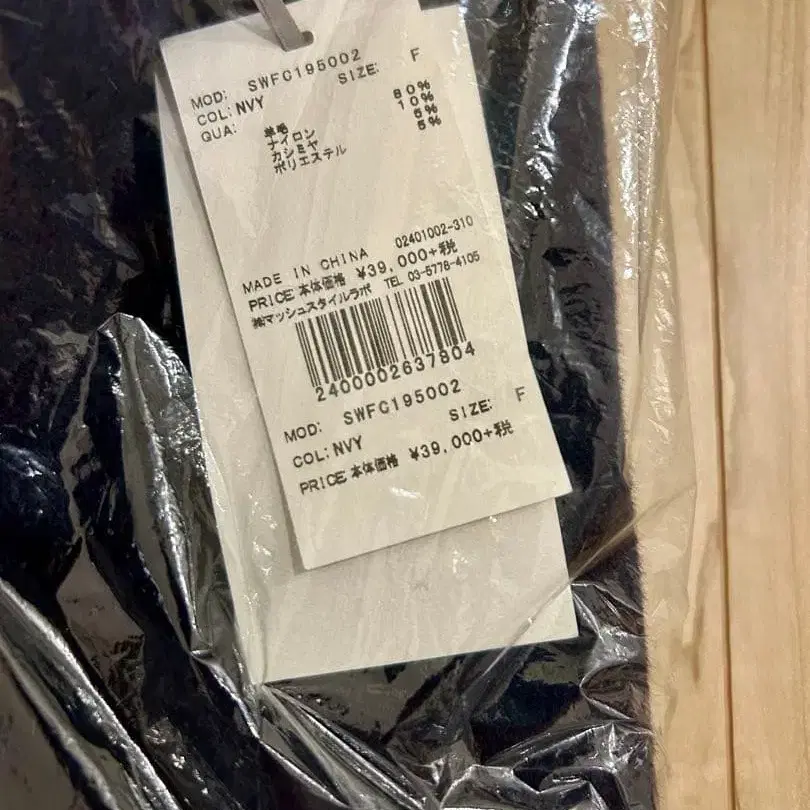 MOD: SWFC195002
COL: NVY SIZE: F
QUA: 羊毛 80%
ナイロン 10%
カシミヤ 5%
ポリエステル 5%
02401002-310
MADE IN CHINA
PRICE: 本体価格 ¥39,000+税
㈱マッシュスタイルラボ TEL 03-5778-4105
2400002637804
MOD: SWFC195002
COL: NVY SIZE: F
PRICE: 本体価格 ¥39,000+税